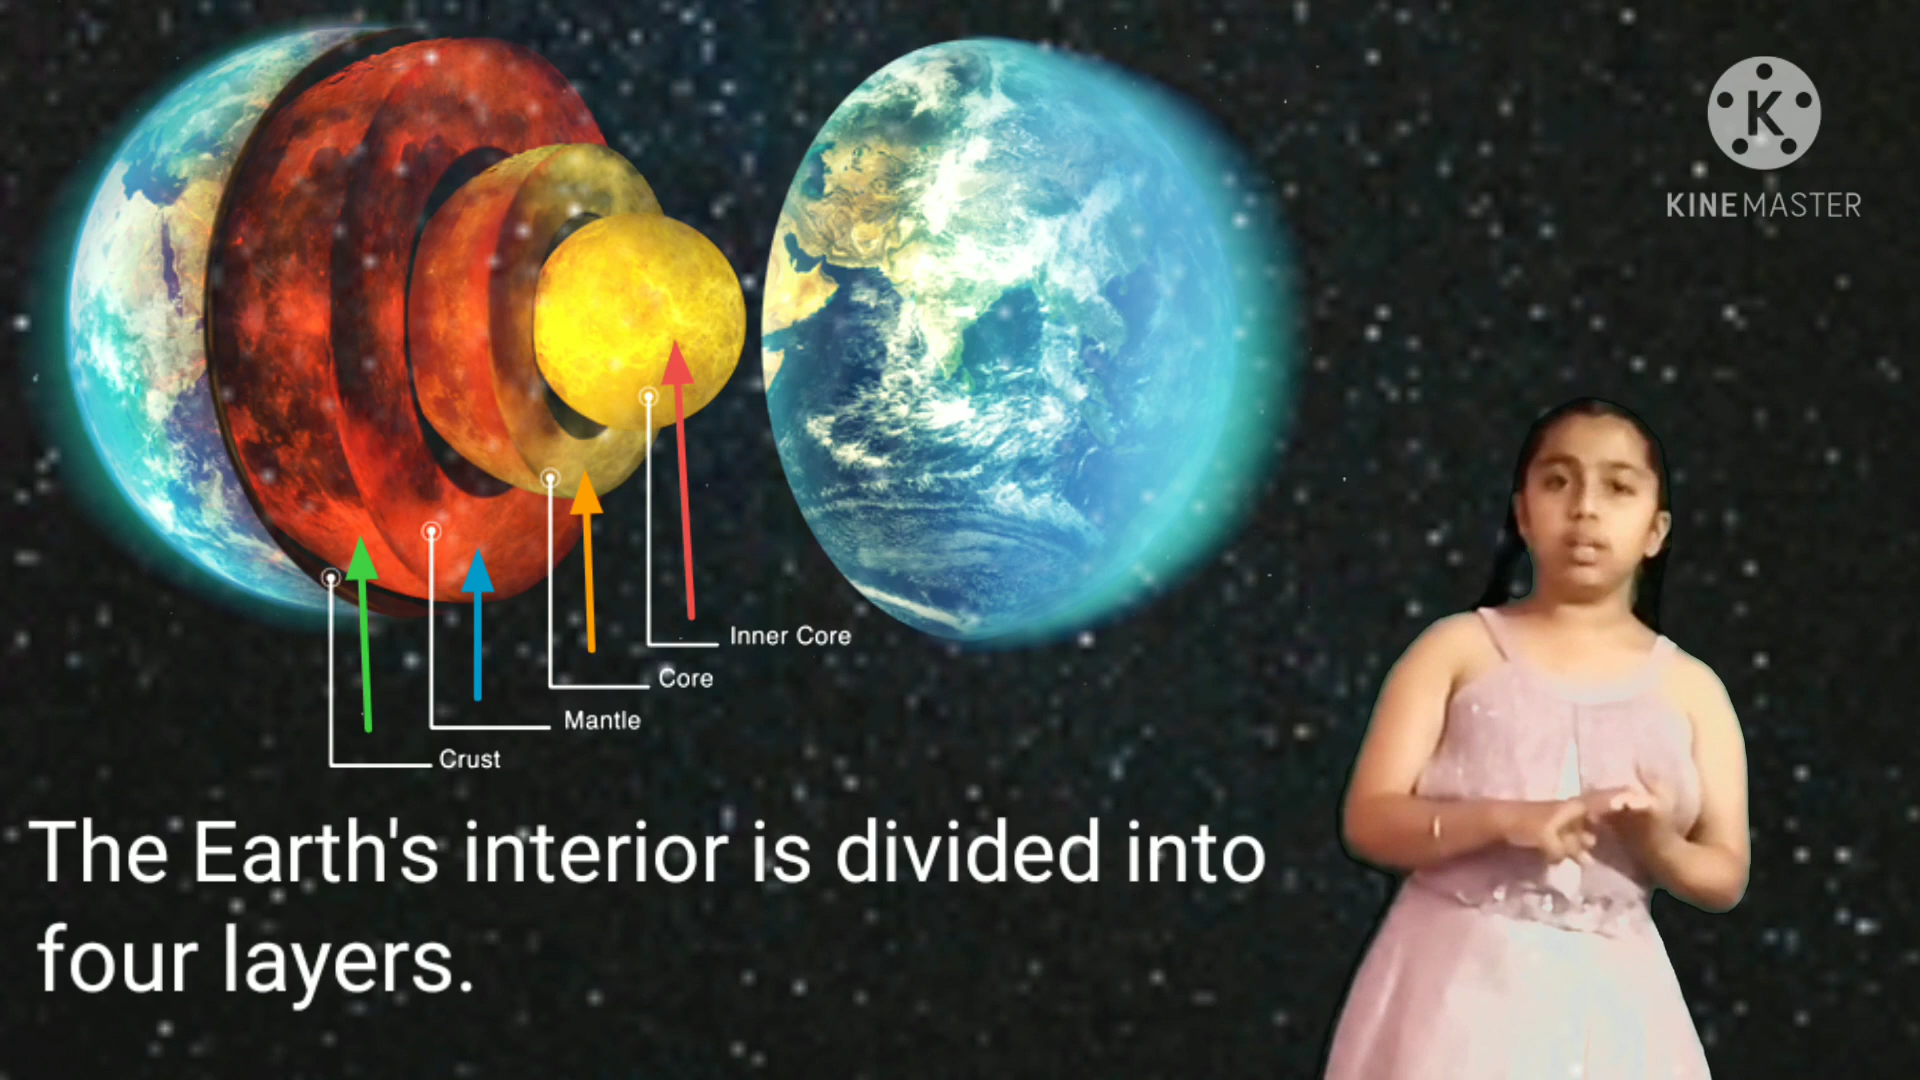 K
KINEMASTER
Inner Core
Core
Mantle
Crust
The Earth's interior is divided into
four layers.